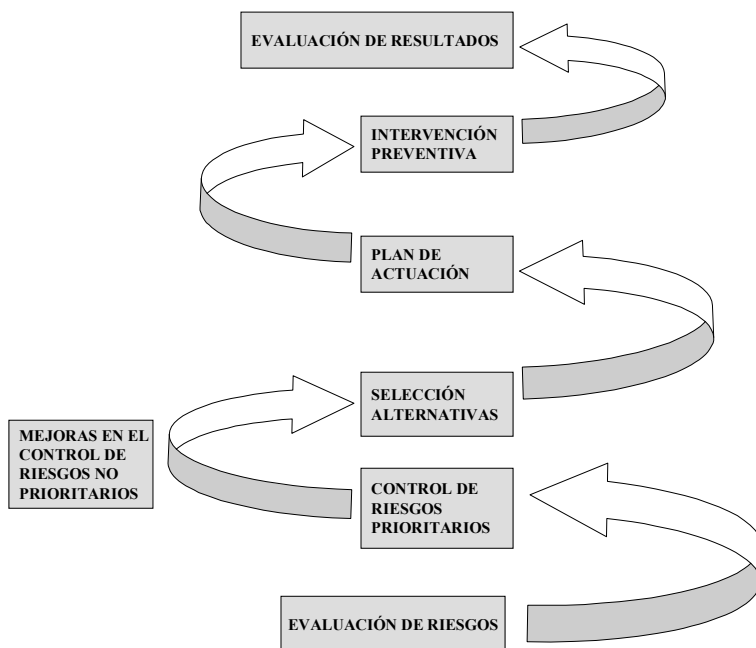 EVALUACIÓN DE RESULTADOS
INTERVENCIÓN
PREVENTIVA
PLAN DE
ACTUACIÓN
SELECCIÓN
ALTERNATIVAS
MEJORAS EN EL
CONTROL DE
RIESGOS NO
PRIORITARIOS
CONTROL DE
RIESGOS
PRIORITARIOS
EVALUACIÓN DE RIESGOS